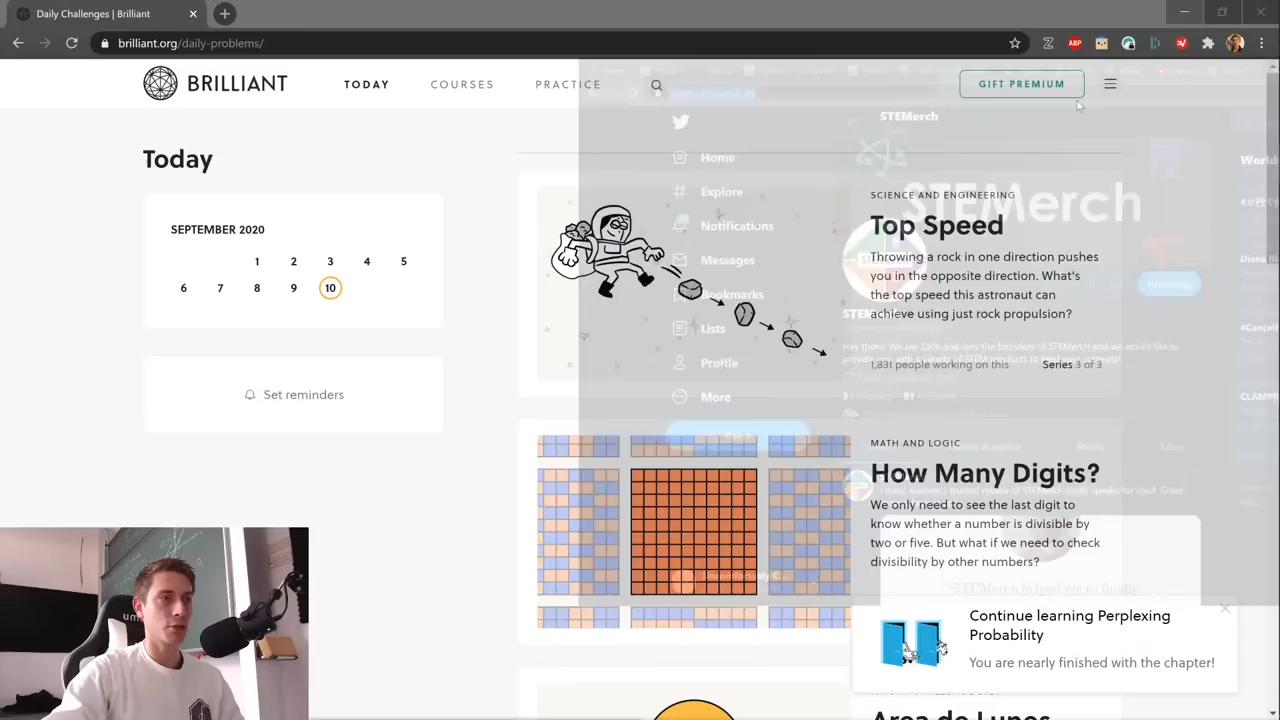 Daily Challenges | Brilliant
brilliant.org/daily-problems/
ABP
BRILLIANT
TODAY
COURSES
PRACTICE
GIFT PREMIUM
Today
SEPTEMBER 2020
1 2 3 4 5
6 7 8 9 10
Set reminders
STEMerch
STEMerch
Home
Explore
Notifications
Messages
Bookmarks
Lists
Profile
More
SCIENCE AND ENGINEERING
Top Speed
Throwing a rock in one direction pushes
you in the opposite direction. What's
the top speed this astronaut can
achieve using just rock propulsion?
1,831 people working on this
Series 3 of 3
MATH AND LOGIC
How Many Digits?
We only need to see the last digit to
know whether a number is divisible by
two or five. But what if we need to check
divisibility by other numbers?
Continue learning Perplexing
Probability
You are nearly finished with the chapter!
Area de Lunes